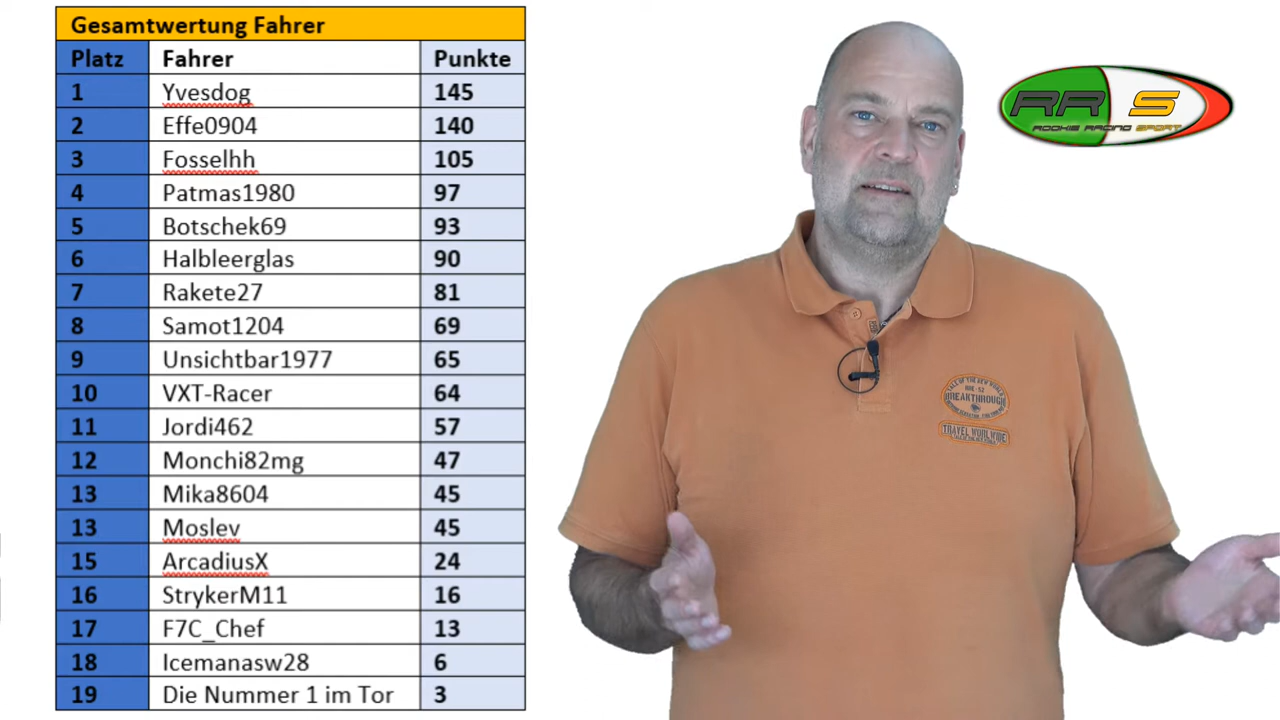 Gesamtwertung Fahrer
Platz Fahrer Punkte
1 Yvesdog 145
2 Effe0904 140
3 Fosselhh 105
4 Patmas1980 97
5 Botschek69 93
6 Halbleerglas 90
7 Rakete27 81
8 Samot1204 69
9 Unsichtbar1977 65
10 VXT-Racer 64
11 Jordi462 57
12 Monchi82mg 47
13 Mika8604 45
13 Moslev 45
15 ArcadiusX 24
16 StrykerM11 16
17 F7C_Chef 13
18 Icemanasw28 6
19 Die Nummer 1 im Tor 3
RR S
ROOKIE RACING SPORT
BREAKTHROUGH
TRAVEL WORLWIDE